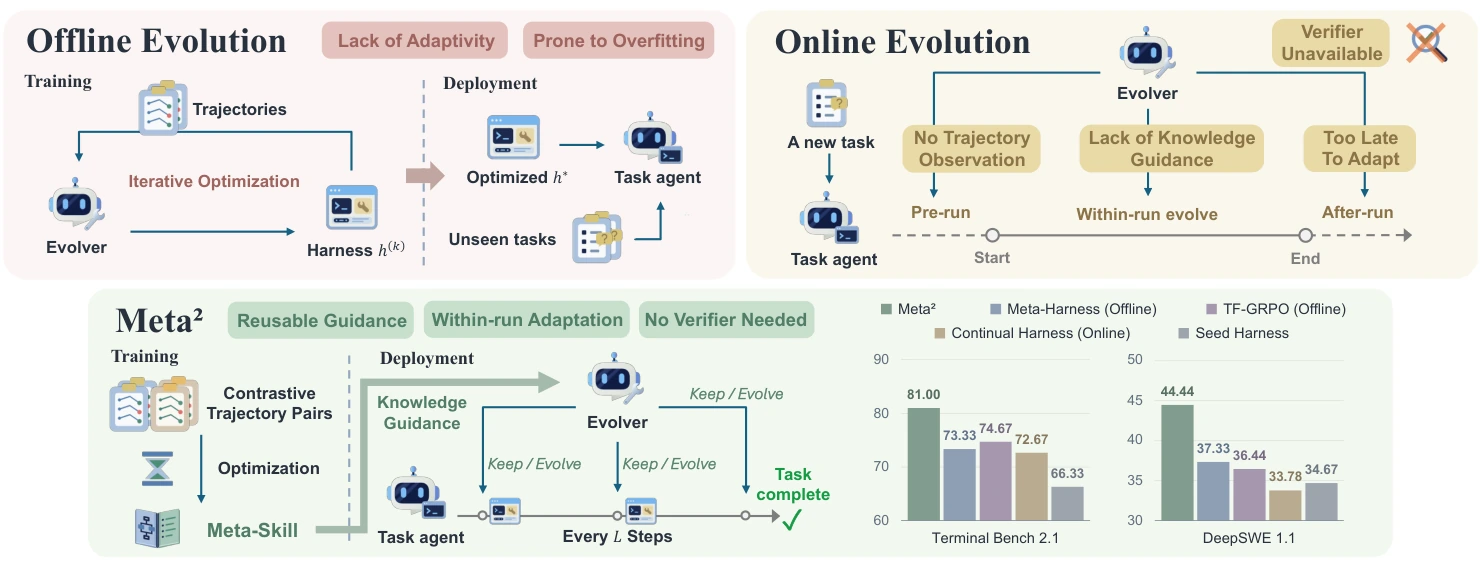 Offline Evolution
Lack of Adaptivity
Prone to Overfitting
Training
Trajectories
Iterative Optimization
Evolver
Harness h^(k)
Deployment
Optimized h*
Task agent
Unseen tasks
Online Evolution
Verifier
Unavailable
Evolver
A new task
No Trajectory
Observation
Lack of Knowledge
Guidance
Too Late
To Adapt
Pre-run
Within-run evolve
After-run
Task agent
Start
End
Meta²
Reusable Guidance
Within-run Adaptation
No Verifier Needed
Training
Contrastive
Trajectory Pairs
Optimization
Meta-Skill
Deployment
Knowledge
Guidance
Evolver
Keep / Evolve
Keep / Evolve
Keep / Evolve
Task
complete
Task agent
Every L Steps
Meta²
Meta-Harness (Offline)
TF-GRPO (Offline)
Continual Harness (Online)
Seed Harness
90
80
70
60
81.00
73.33
74.67
72.67
66.33
Terminal Bench 2.1
50
45
40
35
30
44.44
37.33
36.44
33.78
34.67
DeepSWE 1.1